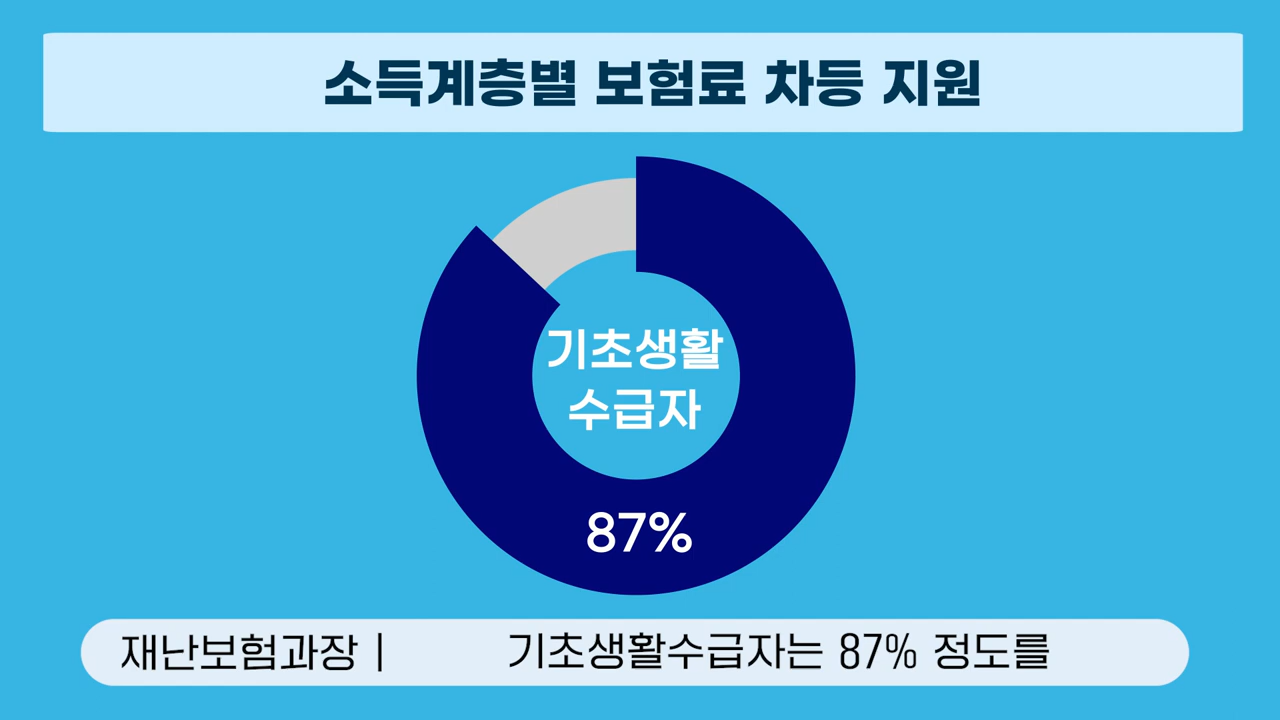 소득계층별 보험료 차등 지원
기초생활
수급자
87%
재난보험과장 | 기초생활수급자는 87% 정도를